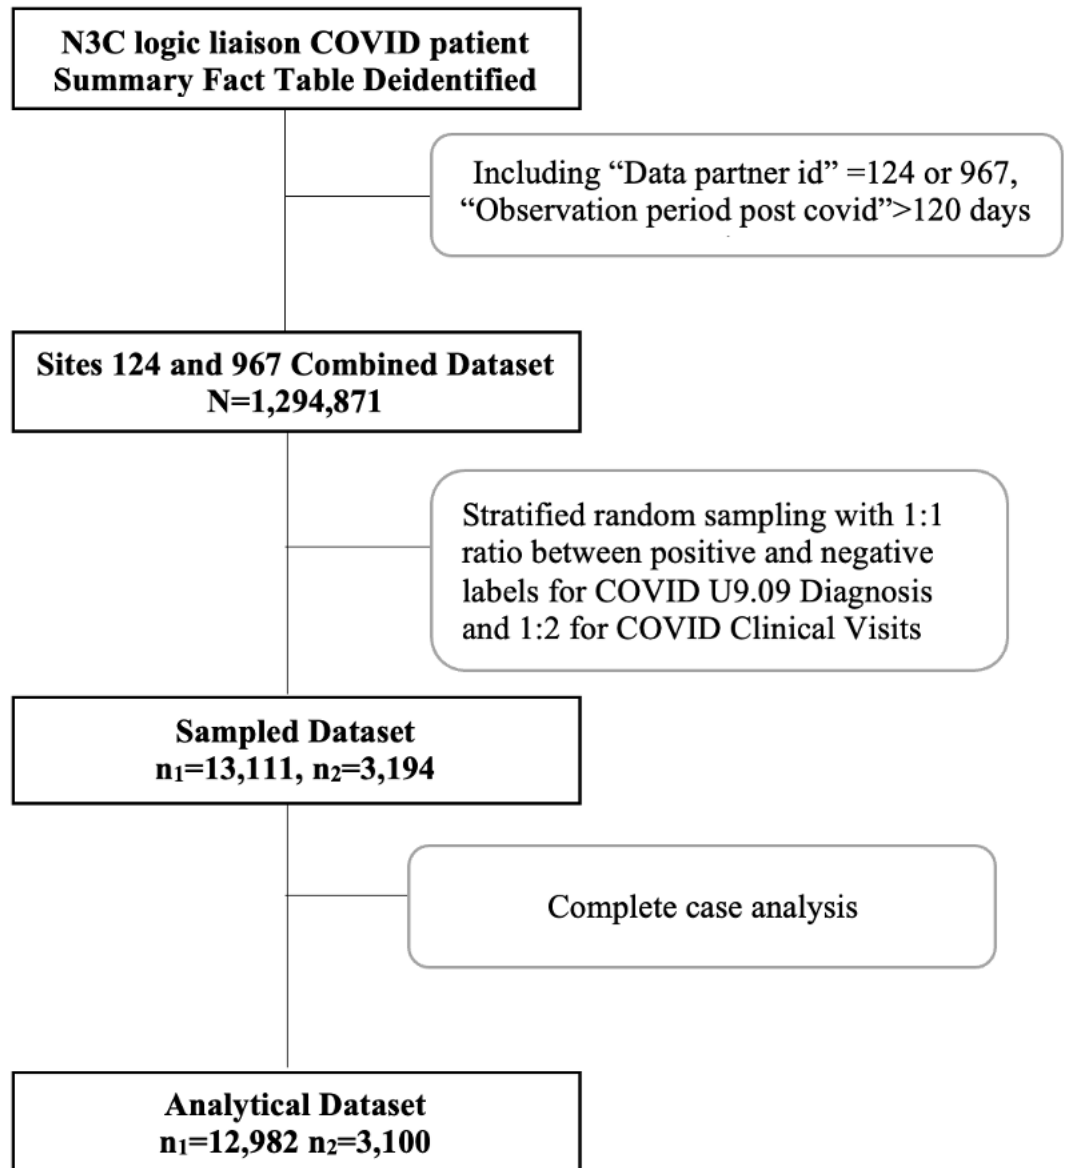 N3C logic liaison COVID patient
Summary Fact Table Deidentified
Including “Data partner id” =124 or 967,
“Observation period post covid”>120 days
Sites 124 and 967 Combined Dataset
N=1,294,871
Stratified random sampling with 1:1
ratio between positive and negative
labels for COVID U9.09 Diagnosis
and 1:2 for COVID Clinical Visits
Sampled Dataset
n₁=13,111, n₂=3,194
Complete case analysis
Analytical Dataset
n₁=12,982 n₂=3,100